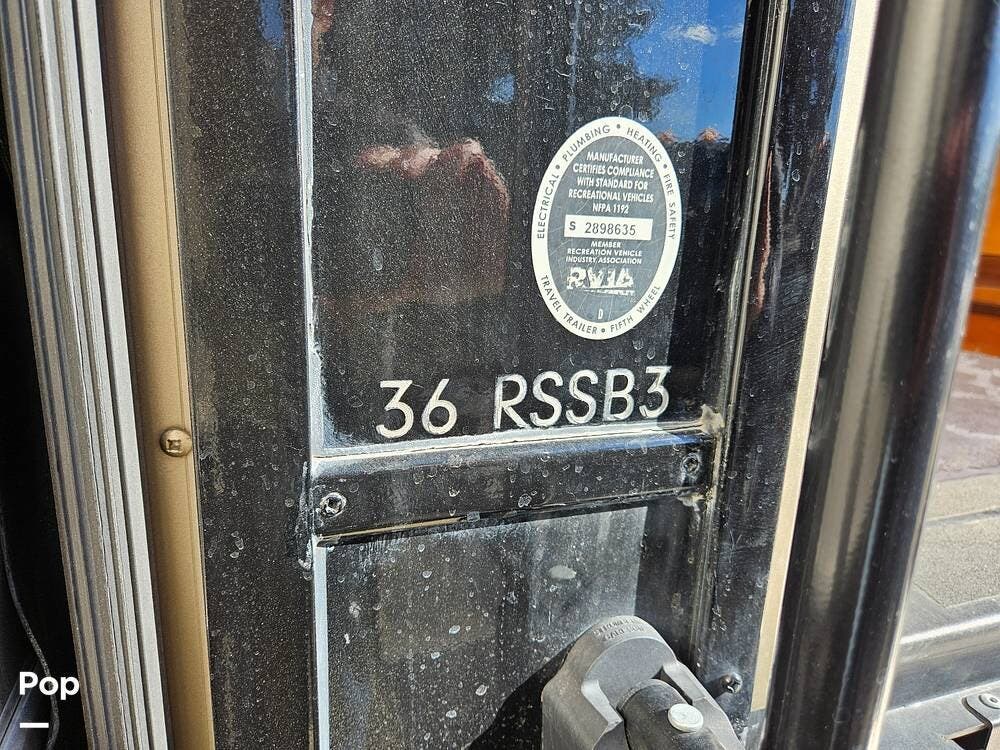 ELECTRICAL • PLUMBING • HEATING • FIRE SAFETY
MANUFACTURER
CERTIFIES COMPLIANCE
WITH STANDARD FOR
RECREATIONAL VEHICLES
NFPA 1192
S 2898635
MEMBER
RECREATION VEHICLE
INDUSTRY ASSOCIATION
RVIA
D
TRAVEL TRAILER • FIFTH WHEEL
36 RSSB3
Pop